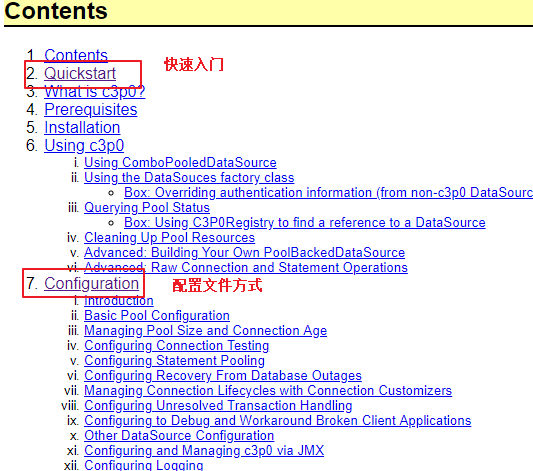 Contents
1. Contents
2. Quickstart 快速入门
3. What is c3p0?
4. Prerequisites
5. Installation
6. Using c3p0
i. Using ComboPooledDataSource
ii. Using the DataSouces factory class
Box: Overriding authentication information (from non-c3p0 DataSourc
iii. Querying Pool Status
Box: Using C3P0Registry to find a reference to a DataSource
iv. Cleaning Up Pool Resources
v. Advanced: Building Your Own PoolBackedDataSource
vi. Advanced: Raw Connection and Statement Operations
7. Configuration 配置文件方式
i. Introduction
ii. Basic Pool Configuration
iii. Managing Pool Size and Connection Age
iv. Configuring Connection Testing
v. Configuring Statement Pooling
vi. Configuring Recovery From Database Outages
vii. Managing Connection Lifecycles with Connection Customizers
viii. Configuring Unresolved Transaction Handling
ix. Configuring to Debug and Workaround Broken Client Applications
x. Other DataSource Configuration
xi. Configuring and Managing c3p0 via JMX
xii. Configuring Logging